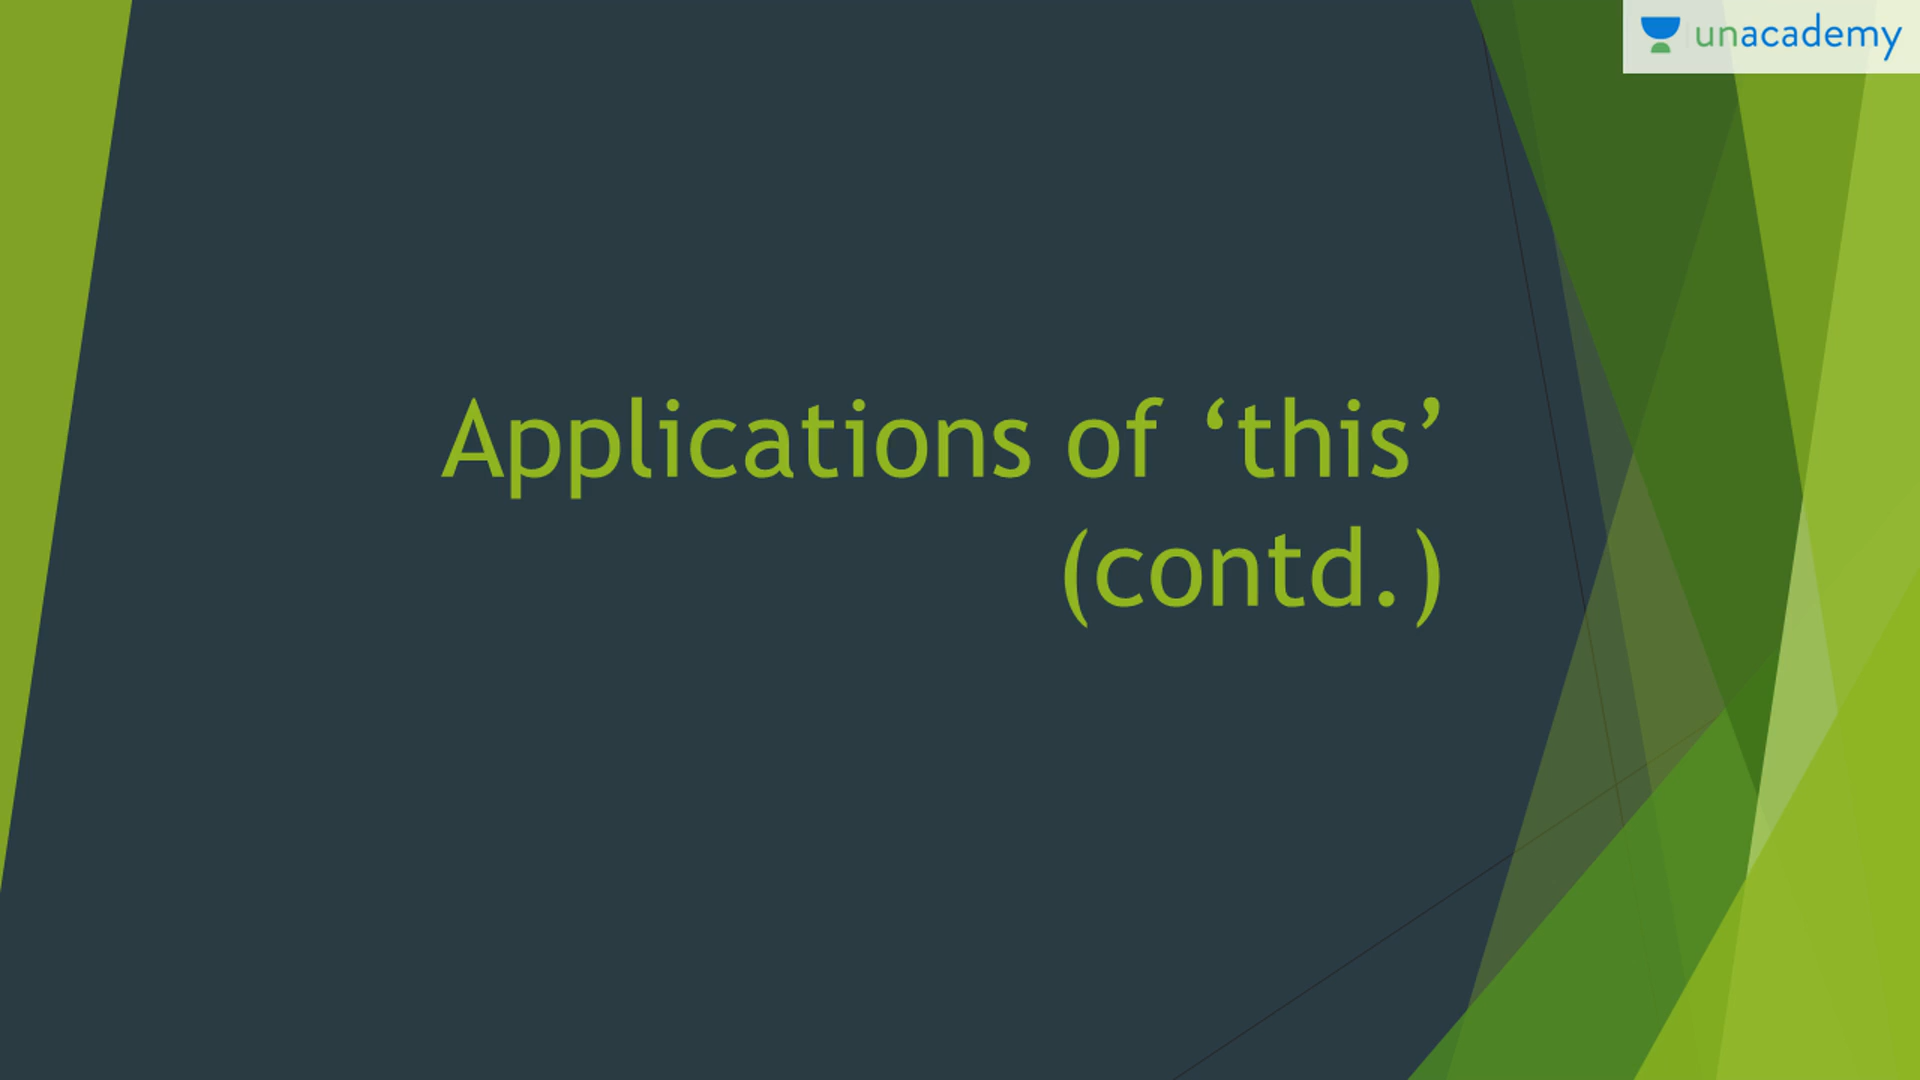 unacademy
Applications of ‘this’
(contd.)